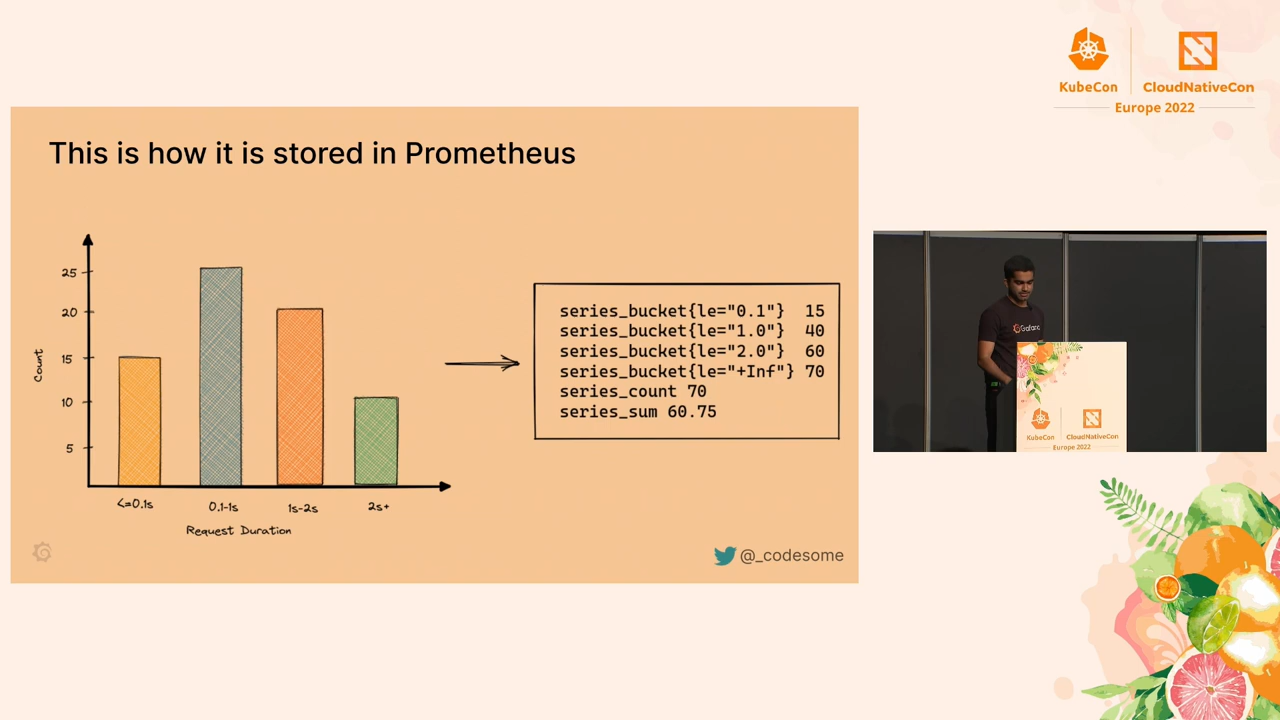 KubeCon
CloudNativeCon
Europe 2022
This is how it is stored in Prometheus
25
20
15
10
5
Count
<=0.1s
0.1-1s
1s-2s
2s+
Request Duration
series_bucket{le="0.1"} 15
series_bucket{le="1.0"} 40
series_bucket{le="2.0"} 60
series_bucket{le="+Inf"} 70
series_count 70
series_sum 60.75
@_codesome
Grafana
KubeCon
CloudNativeCon
Europe 2022